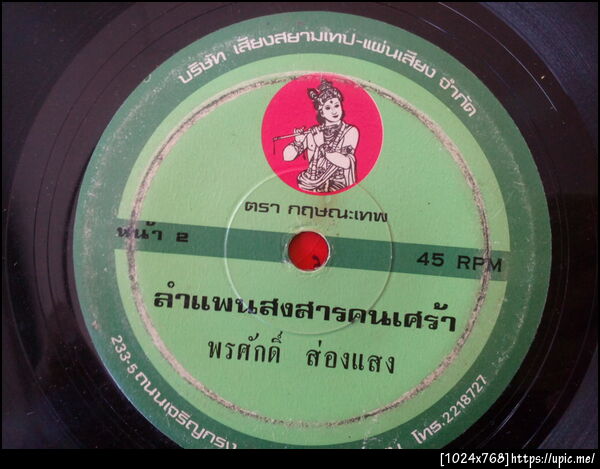 บริษัท เสียงสยามเทป-แผ่นเสียง จำกัด
ตรา กฤษณะเทพ
หน้า 2
45 RPM
ลำแพนสงสารคนเศร้า
พรศักดิ์ ส่องแสง
233-5 ถนนเจริญกรุง
โทร. 2218727
[1024x768]https://upic.me/